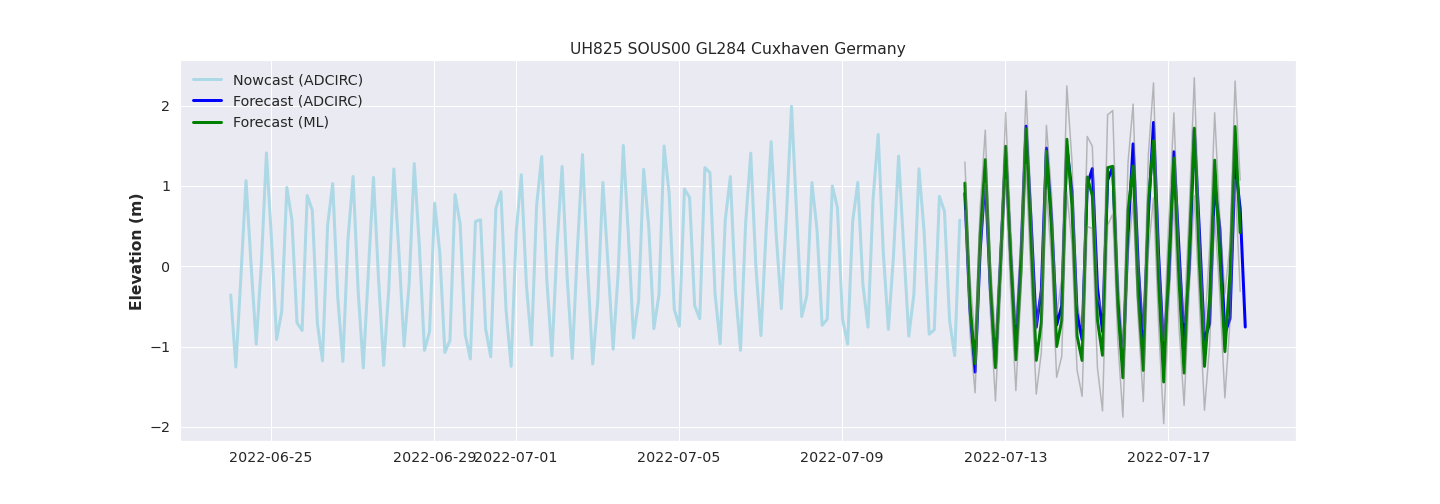 UH825 SOUS00 GL284 Cuxhaven Germany
Nowcast (ADCIRC)
Forecast (ADCIRC)
Forecast (ML)
Elevation (m)
2
1
0
−1
−2
2022-06-25
2022-06-29
2022-07-01
2022-07-05
2022-07-09
2022-07-13
2022-07-17